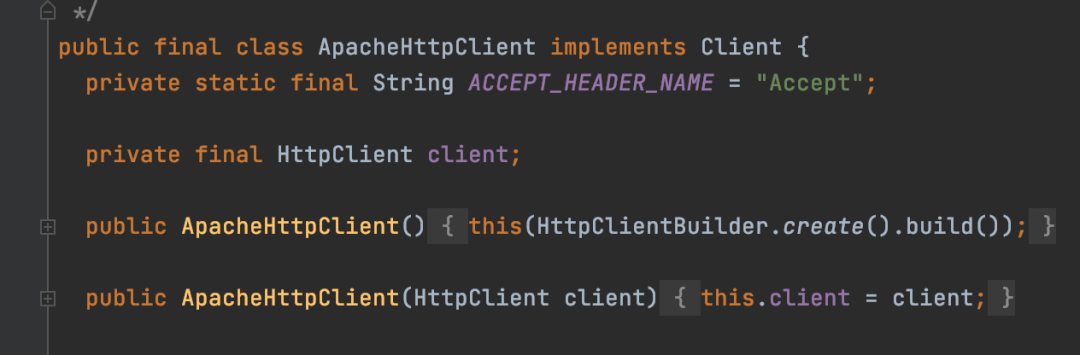 */
public final class ApacheHttpClient implements Client {
private static final String ACCEPT_HEADER_NAME = "Accept";
private final HttpClient client;
public ApacheHttpClient() { this(HttpClientBuilder.create().build()); }
public ApacheHttpClient(HttpClient client) { this.client = client; }